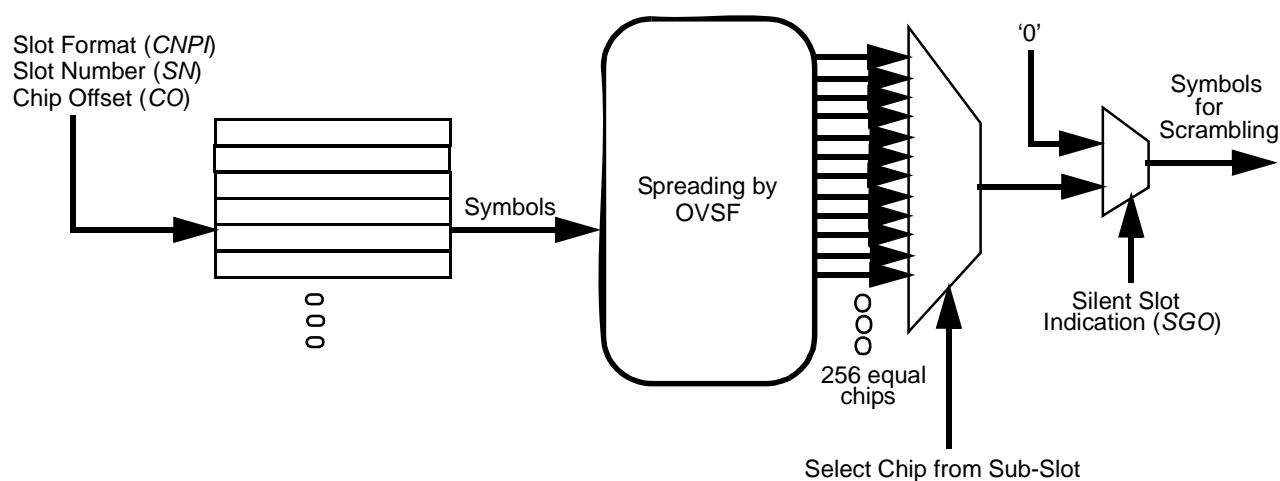 Slot Format (CNPI)
Slot Number (SN)
Chip Offset (CO)
Symbols
Spreading by
OVSF
256 equal
chips
Select Chip from Sub-Slot
‘0’
Symbols
for
Scrambling
Silent Slot
Indication (SGO)